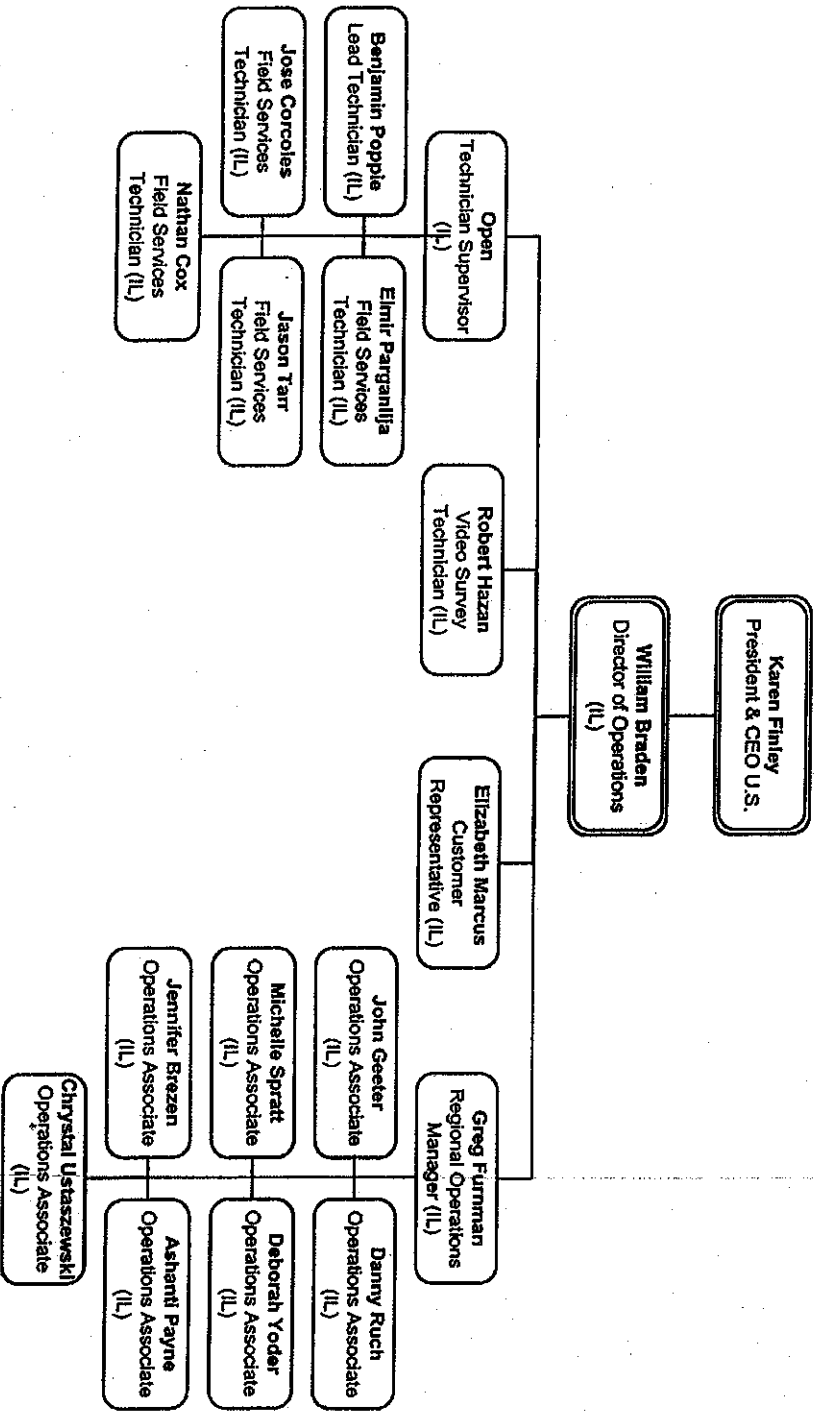 Karen Finley
President & CEO U.S.
William Braden
Director of Operations
(IL)
Open
Technician Supervisor
(IL)
Robert Hazan
Video Survey
Technician (IL)
Elizabeth Marcus
Customer
Representative (IL)
Greg Furnman
Regional Operations
Manager (IL)
Benjamin Popple
Lead Technician (IL)
Elmir Parganlija
Field Services
Technician (IL)
Jose Corcoles
Field Services
Technician (IL)
Jason Tarr
Field Services
Technician (IL)
Nathan Cox
Field Services
Technician (IL)
John Geeter
Operations Associate
(IL)
Danny Ruch
Operations Associate
(IL)
Michelle Spratt
Operations Associate
(IL)
Deborah Yoder
Operations Associate
(IL)
Jennifer Brezen
Operations Associate
(IL)
Ashanti Payne
Operations Associate
(IL)
Chrystal Ustaszewski
Operations Associate
(IL)